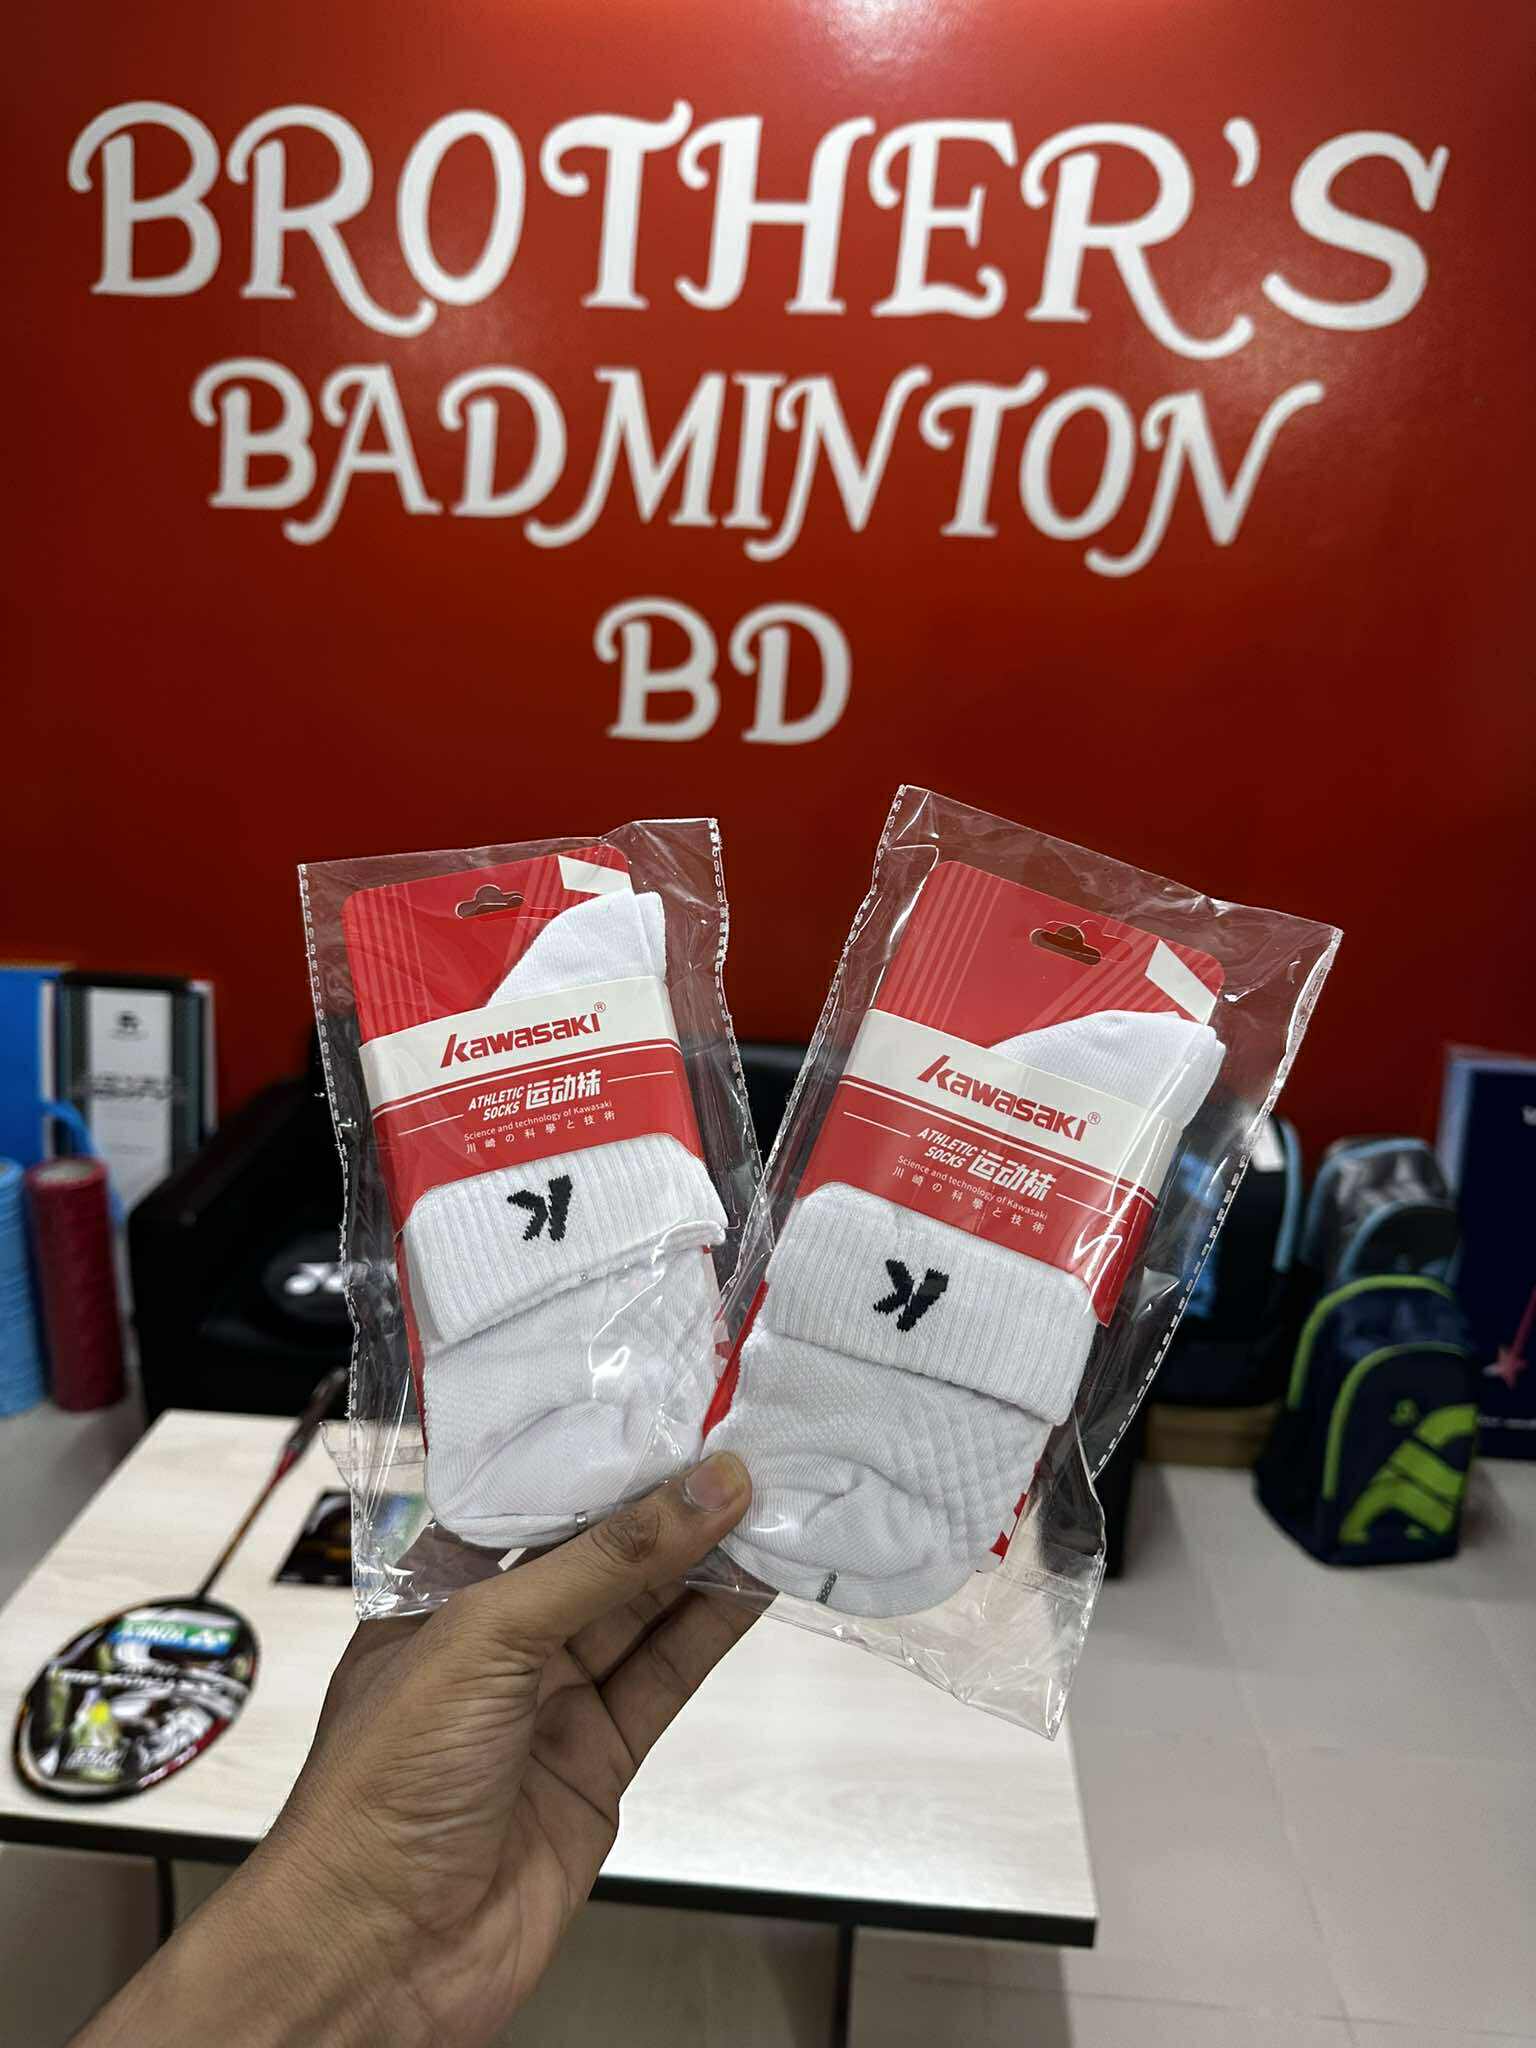 BROTHER'S
BADMINTON
BD
Kawasaki®
ATHLETIC
SOCKS 运动袜
Science and technology of Kawasaki
川崎の科學と技術
K
Kawasaki®
ATHLETIC
SOCKS 运动袜
Science and technology of Kawasaki
川崎の科學と技術
K
YONEX